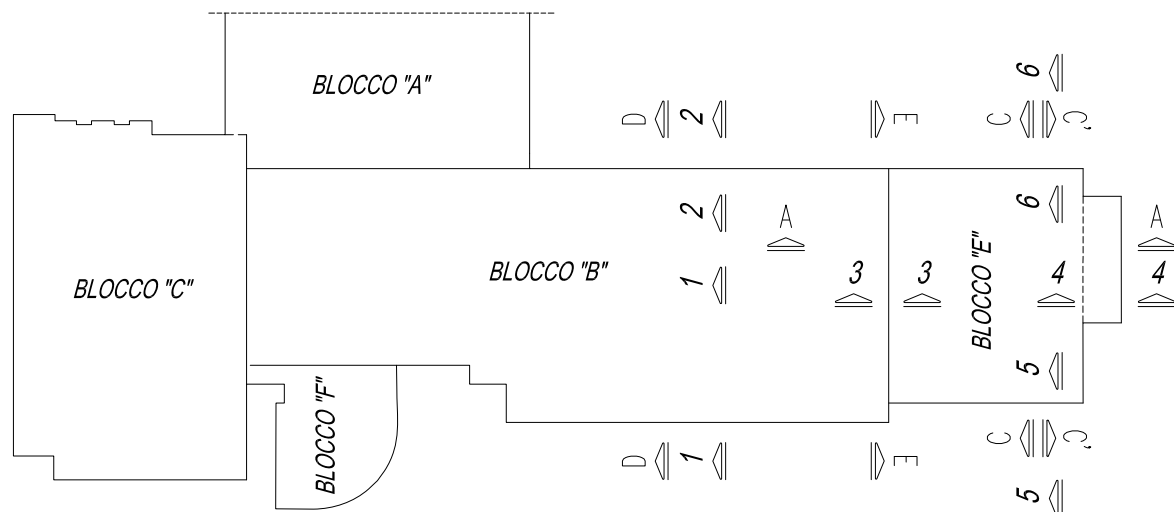 6
BLOCCO "A"
D 2 E C C'
2 A 6 A
BLOCCO "B" 1 3 3 BLOCCO "E" 4 4
BLOCCO "C"
5
BLOCCO "F"
D 1 E C C'
5